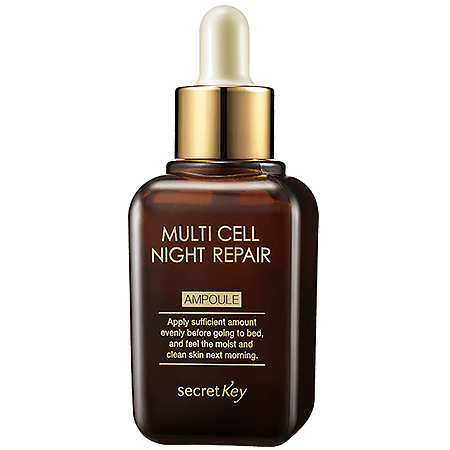 MULTI CELL
NIGHT REPAIR
AMPOULE
Apply sufficient amount
evenly before going to bed,
and feel the moist and
clean skin next morning.
secretKey